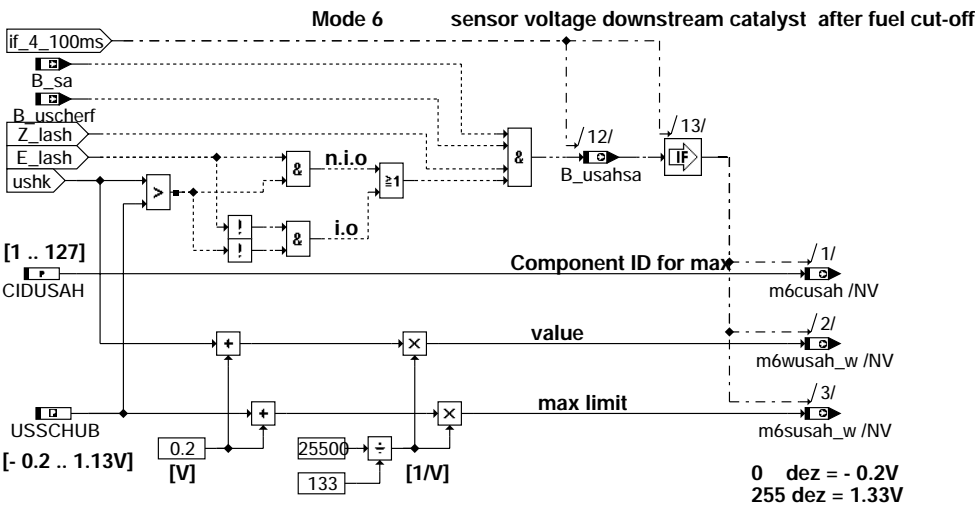 Mode 6 sensor voltage downstream catalyst after fuel cut-off
if_4_100ms
B_sa
B_uscherf
Z_lash
E_lash
ushk
>
&
n.i.o
≥1
&
/12/
B_usahsa
/13/
IF
!
!
&
i.o
[1 .. 127]
P
CIDUSAH
Component ID for max
/1/
m6cusah /NV
+
×
value
/2/
m6wusah_w /NV
P
USSCHUB
[- 0.2 .. 1.13V]
+
×
max limit
/3/
m6susah_w /NV
0.2
[V]
25500
÷
133
[1/V]
0 dez = - 0.2V
255 dez = 1.33V